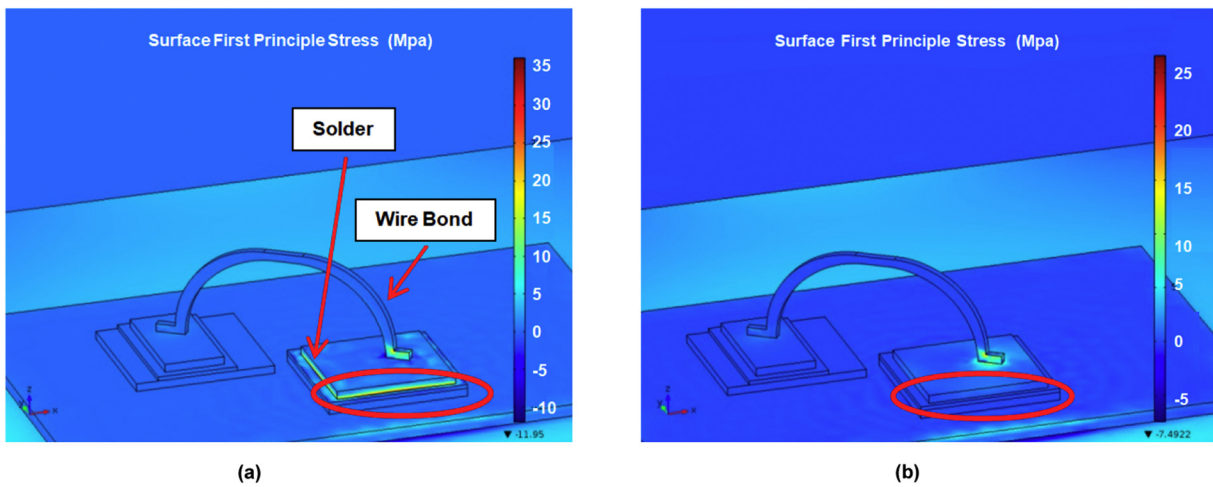 Surface First Principle Stress (Mpa)
Solder
Wire Bond
35
30
25
20
15
10
5
0
-5
-10
▼ -11.95
z
y
x
(a)
Surface First Principle Stress (Mpa)
25
20
15
10
5
0
-5
▼ -7.4922
z
y
x
(b)